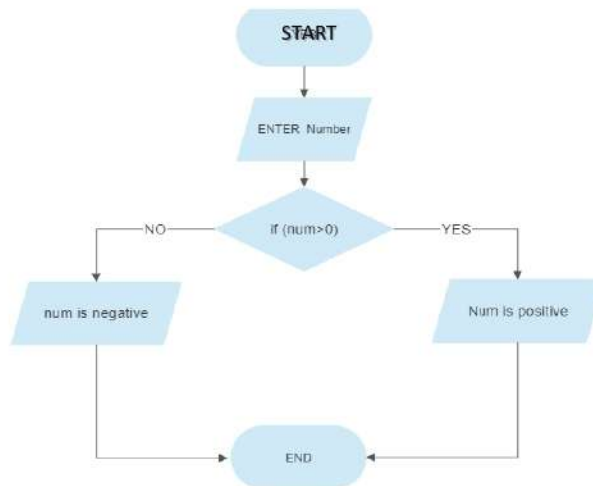 START
ENTER Number
if (num>0)
NO
YES
num is negative
Num is positive
END